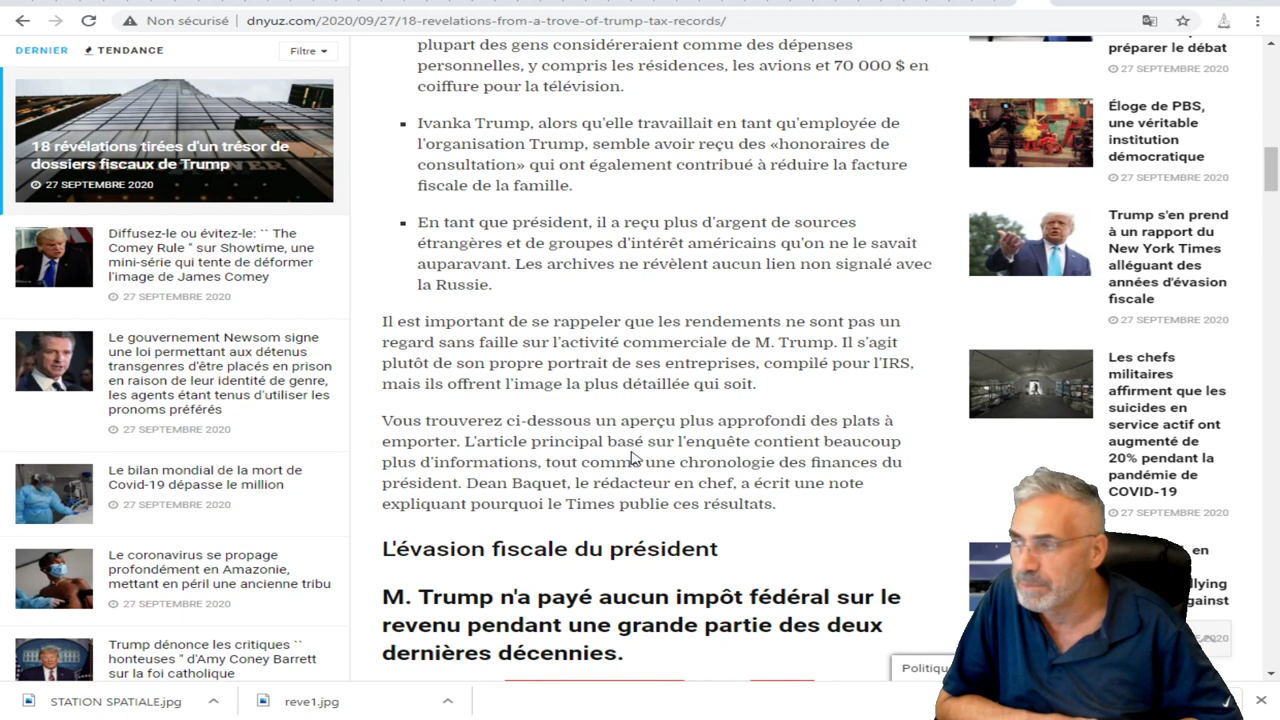 Non sécurisé | dnyuz.com/2020/09/27/18-revelations-from-a-trove-of-trump-tax-records/
DERNIER
TENDANCE
Filtre
18 révélations tirées d'un trésor de
dossiers fiscaux de Trump
27 SEPTEMBRE 2020
Diffusez-le ou évitez-le: `` The
Comey Rule '' sur Showtime, une
mini-série qui tente de déformer
l'image de James Comey
27 SEPTEMBRE 2020
Le gouvernement Newsom signe
une loi permettant aux détenus
transgenres d'être placés en prison
en raison de leur identité de genre,
les agents étant tenus d'utiliser les
pronoms préférés
27 SEPTEMBRE 2020
Le bilan mondial de la mort de
Covid-19 dépasse le million
27 SEPTEMBRE 2020
Le coronavirus se propage
profondément en Amazonie,
mettant en péril une ancienne tribu
27 SEPTEMBRE 2020
Trump dénonce les critiques ``
honteuses '' d'Amy Coney Barrett
sur la foi catholique
plupart des gens considéreraient comme des dépenses
personnelles, y compris les résidences, les avions et 70 000 $ en
coiffure pour la télévision.
Ivanka Trump, alors qu'elle travaillait en tant qu'employée de
l'organisation Trump, semble avoir reçu des «honoraires de
consultation» qui ont également contribué à réduire la facture
fiscale de la famille.
En tant que président, il a reçu plus d'argent de sources
étrangères et de groupes d'intérêt américains qu'on ne le savait
auparavant. Les archives ne révèlent aucun lien non signalé avec
la Russie.
Il est important de se rappeler que les rendements ne sont pas un
regard sans faille sur l'activité commerciale de M. Trump. Il s'agit
plutôt de son propre portrait de ses entreprises, compilé pour l'IRS,
mais ils offrent l'image la plus détaillée qui soit.
Vous trouverez ci-dessous un aperçu plus approfondi des plats à
emporter. L'article principal basé sur l'enquête contient beaucoup
plus d'informations, tout comme une chronologie des finances du
président. Dean Baquet, le rédacteur en chef, a écrit une note
expliquant pourquoi le Times publie ces résultats.
L'évasion fiscale du président
M. Trump n'a payé aucun impôt fédéral sur le
revenu pendant une grande partie des deux
dernières décennies.
préparer le débat
27 SEPTEMBRE 2020
Éloge de PBS,
une véritable
institution
démocratique
27 SEPTEMBRE 2020
Trump s'en prend
à un rapport du
New York Times
alléguant des
années d'évasion
fiscale
27 SEPTEMBRE 2020
Les chefs
militaires
affirment que les
suicides en
service actif ont
augmenté de
20% pendant la
pandémie de
COVID-19
27 SEPTEMBRE 2020
en
Politiqu
STATION SPATIALE.jpg
reve1.jpg